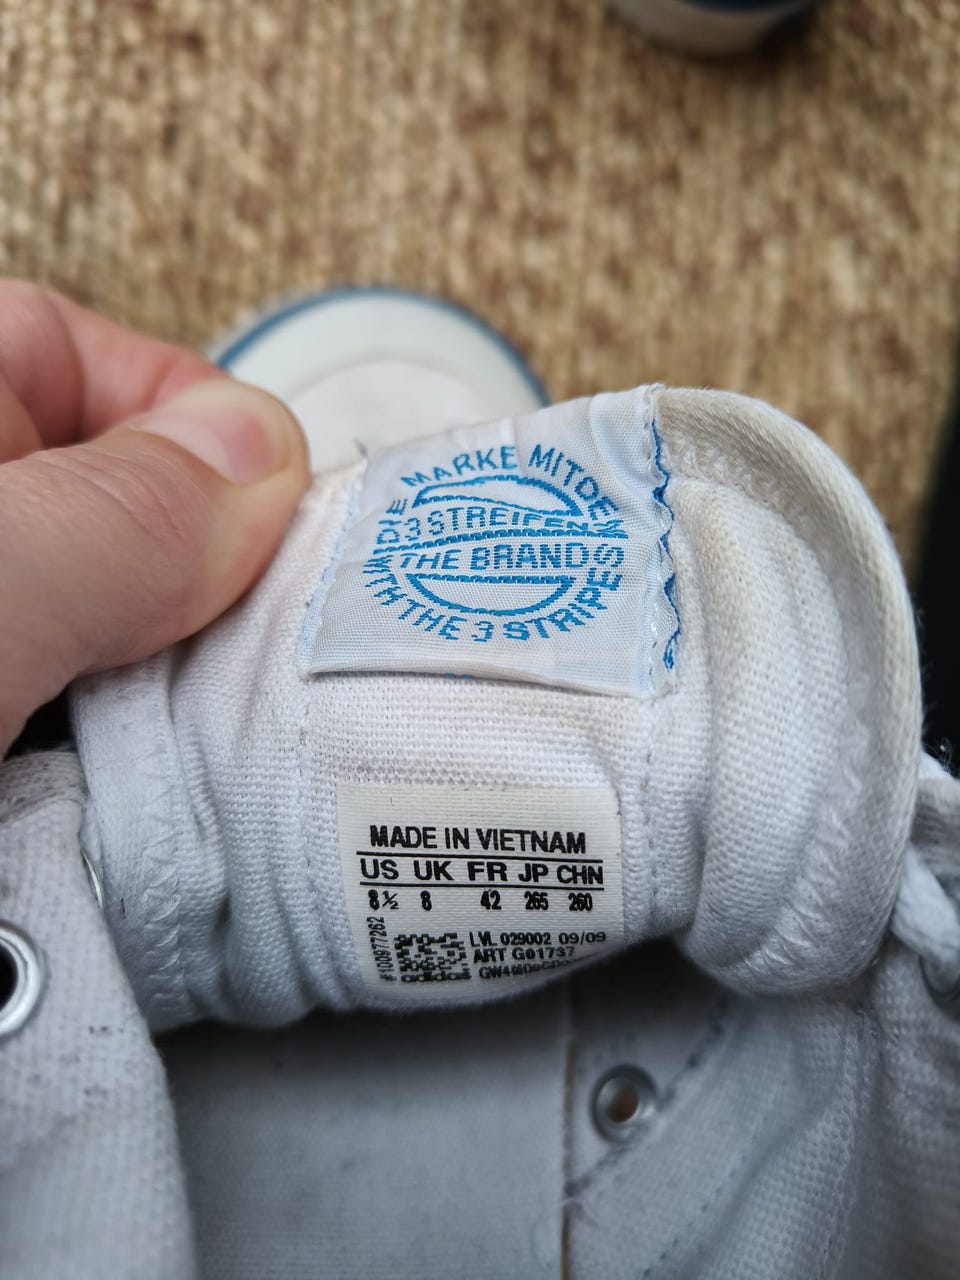 DIE MARKE MIT DEN
3 STREIFEN
THE BRAND
WITH THE 3 STRIPES
MADE IN VIETNAM
US UK FR JP CHN
8½ 8 42 265 260
#100977262
LVL 029002 09/09
ART G01737
adidas